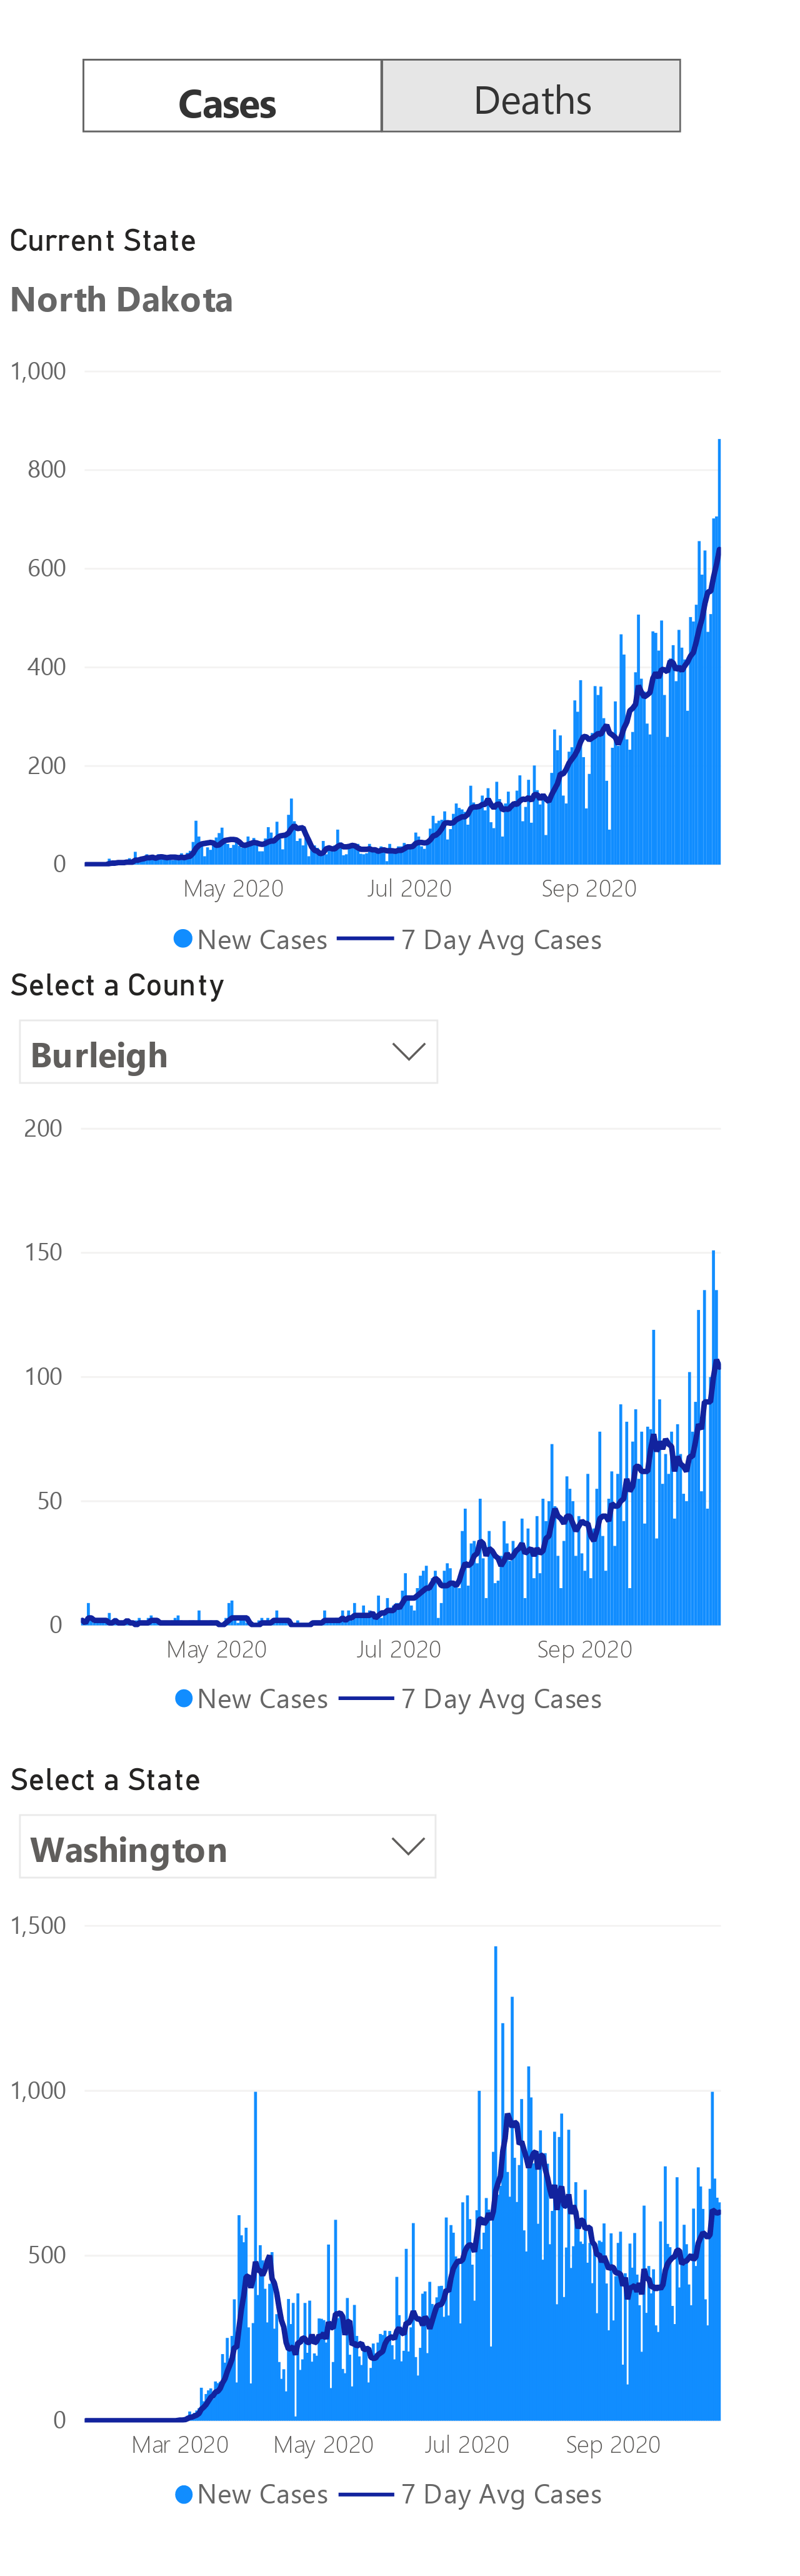 Cases Deaths
Current State
North Dakota
1,000
800
600
400
200
0
May 2020 Jul 2020 Sep 2020
New Cases 7 Day Avg Cases
Select a County
Burleigh
200
150
100
50
0
May 2020 Jul 2020 Sep 2020
New Cases 7 Day Avg Cases
Select a State
Washington
1,500
1,000
500
0
Mar 2020 May 2020 Jul 2020 Sep 2020
New Cases 7 Day Avg Cases